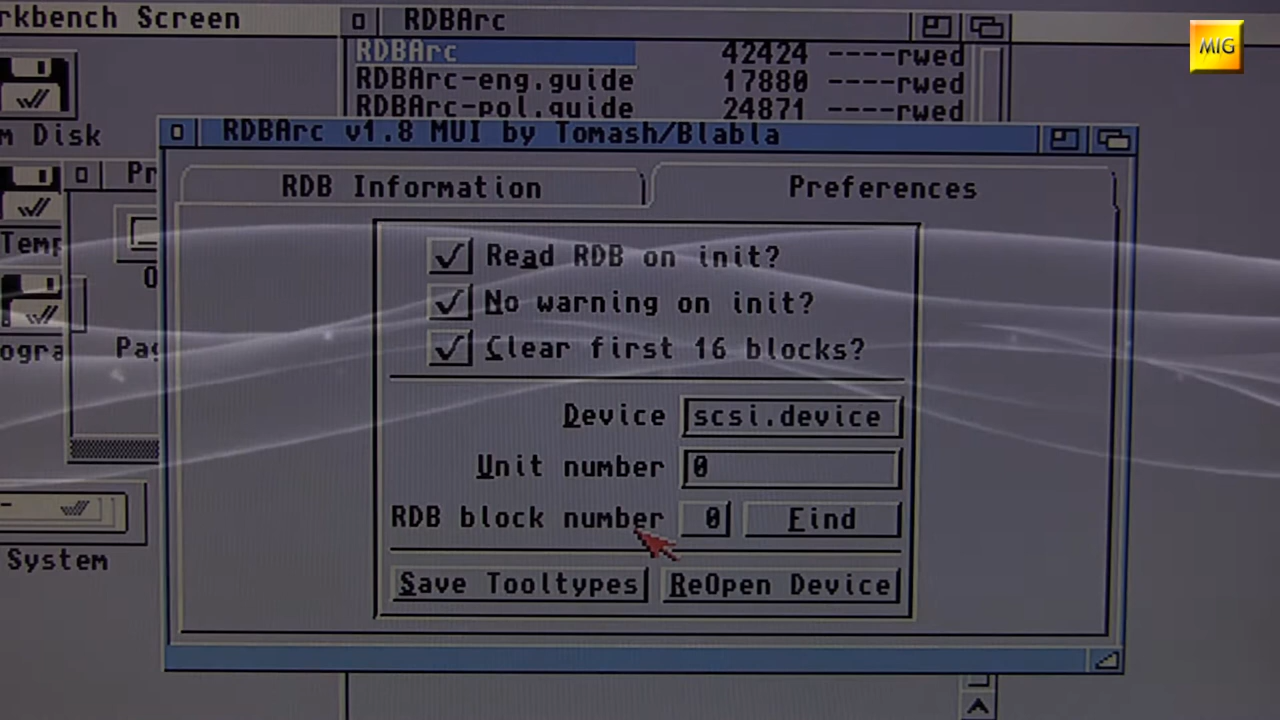 rkbench Screen
RDBArc
RDBArc 42424 ----rwed
RDBArc-eng.guide 17880 ----rwed
RDBArc-pol.guide 24871 ----rwed
MIG
m Disk
RDBArc v1.8 MUI by Tomash/Blabla
Pr
RDB Information
Preferences
Temp
Read RDB on init?
No warning on init?
Clear first 16 blocks?
ogra
Pag
Device scsi.device
Unit number 0
RDB block number 0 Find
System
Save Tooltypes ReOpen Device